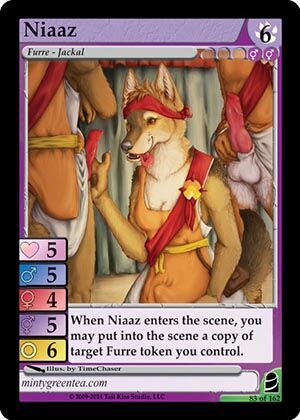 Niaaz
6
Furre - Jackal
5
5
4
5
6
When Niaaz enters the scene, you
may put into the scene a copy of
target Furre token you control.
Illus. by TimeChaser
mintygreentea.com
© 2009-2014 Tail Kiss Studio, LLC
83 of 162